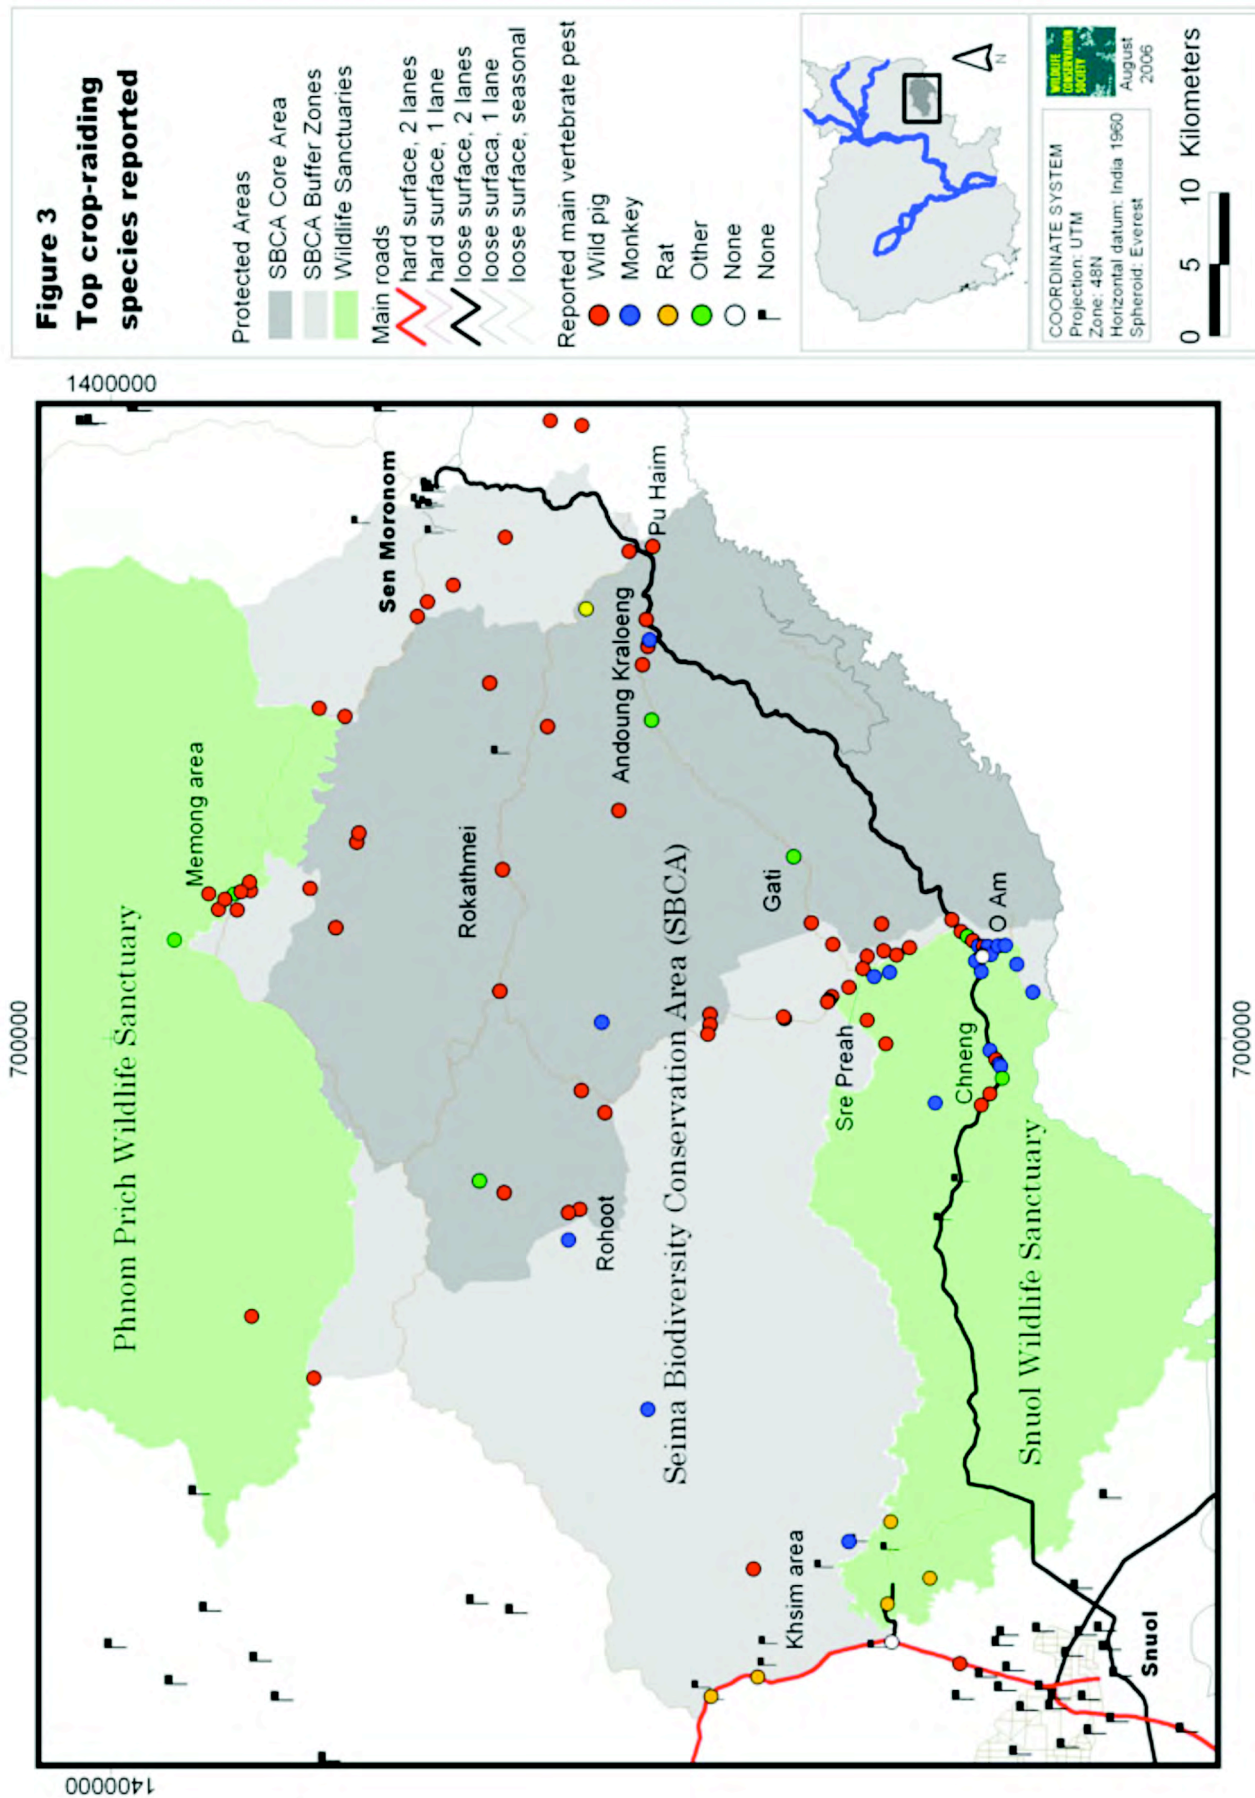 Figure 3
Top crop-raiding
species reported
Protected Areas
SBCA Core Area
SBCA Buffer Zones
Wildlife Sanctuaries
Main roads
hard surface, 2 lanes
hard surface, 1 lane
loose surface, 2 lanes
loose surfaca, 1 lane
loose surface, seasonal
Reported main vertebrate pest
Wild pig
Monkey
Rat
Other
None
None
N
COORDINATE SYSTEM
Projection: UTM
Zone: 48N
Horizontal datum: India 1960
Spheroid: Everest
WILDLIFE
CONSERVATION
SOCIETY
August
2006
0 5 10 Kilometers
1400000
1400000
700000
700000
Phnom Prich Wildlife Sanctuary
Memong area
Sen Moronom
Rokathmei
Rohoot
Andoung Kraloeng
Pu Haim
Seima Biodiversity Conservation Area (SBCA)
Gati
Khsim area
Sre Preah
Chneng
O Am
Snuol Wildlife Sanctuary
Snuol